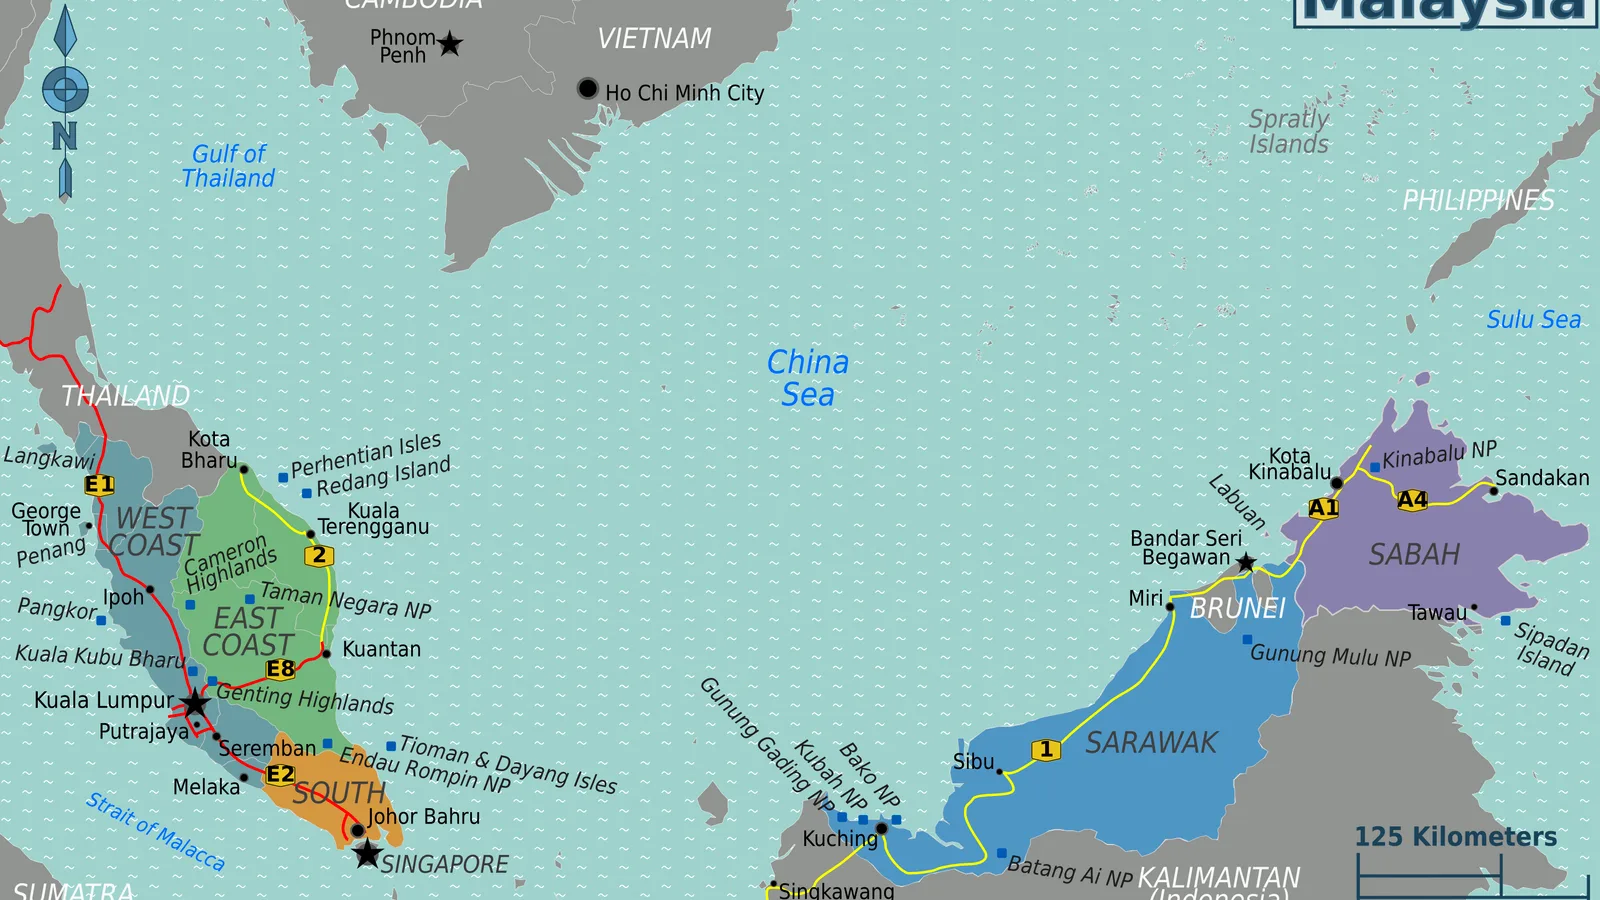 CAMBODIA
Malaysia
Phnom
Penh
VIETNAM
Ho Chi Minh City
N
Gulf of
Thailand
Spratly
Islands
PHILIPPINES
Sulu Sea
China
Sea
THAILAND
Langkawi
E1
George
Town
Penang
WEST
COAST
Kota
Bharu
Perhentian Isles
Redang Island
Kuala
Terengganu
2
Cameron
Highlands
Taman Negara NP
Ipoh
Pangkor
EAST
COAST
Kuantan
Kuala Kubu Bharu
E8
Genting Highlands
Kuala Lumpur
Putrajaya
Seremban
Melaka
E2
SOUTH
Endau Rompin NP
Tioman & Dayang Isles
Johor Bahru
SINGAPORE
Strait of Malacca
SUMATRA
Kota
Kinabalu
Kinabalu NP
Sandakan
A4
A1
Labuan
SABAH
Bandar Seri
Begawan
Miri
BRUNEI
Tawau
Sipadan
Island
Gunung Mulu NP
SARAWAK
1
Sibu
Gunung Gading NP
Kubah NP
Bako NP
Kuching
Batang Ai NP
Singkawang
KALIMANTAN
(Indonesia)
125 Kilometers